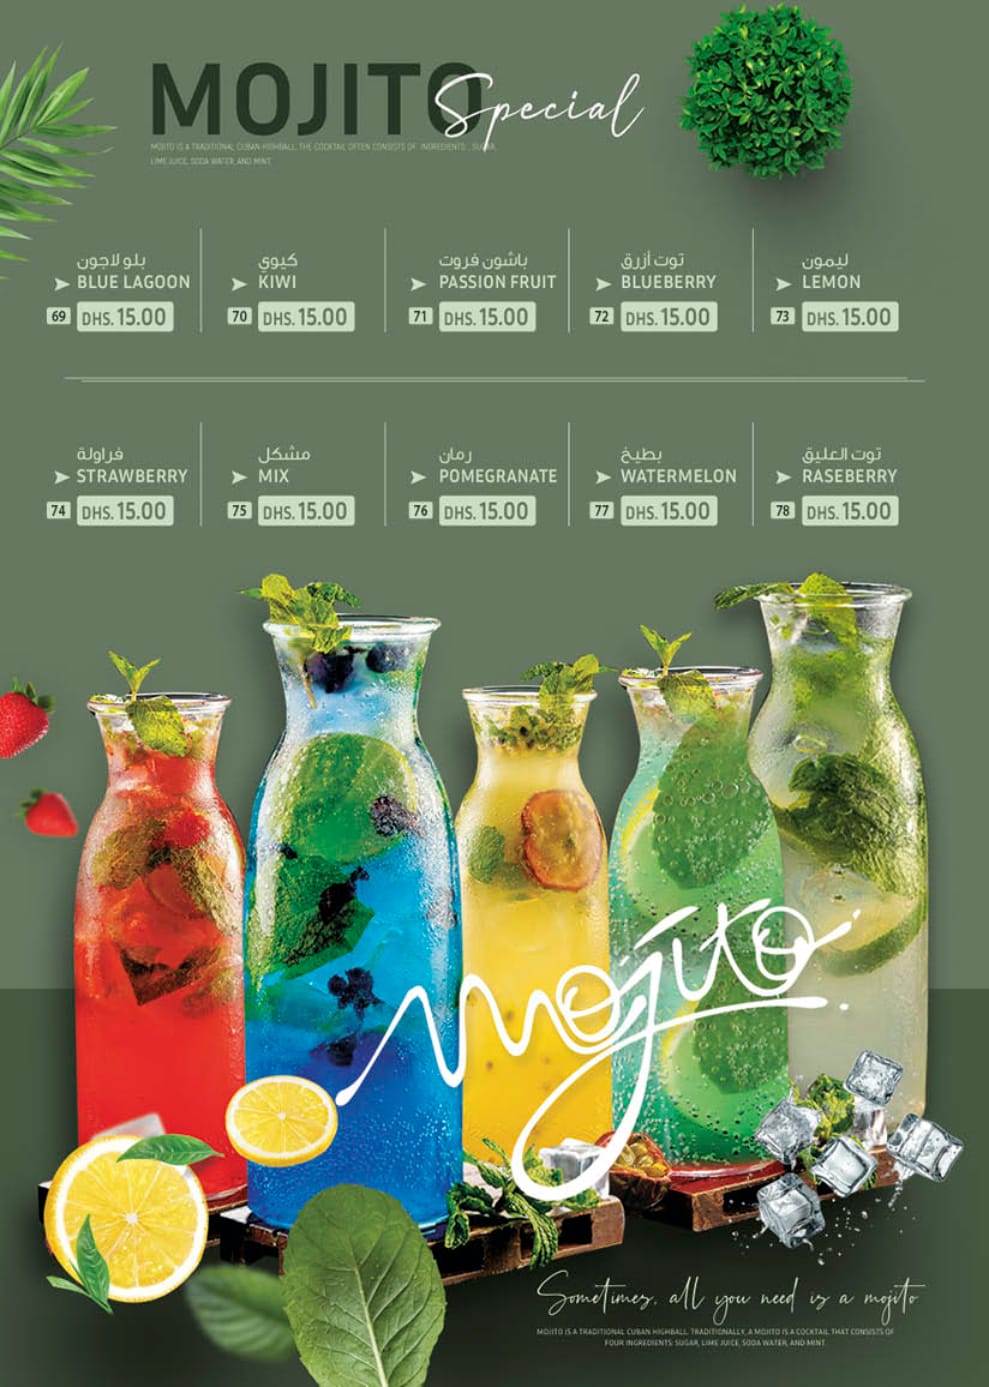 MOJITO Special
MOJITO IS A TRADITIONAL CUBAN HIGHBALL. THE COCKTAIL OFTEN CONSISTS OF INGREDIENTS:, SUGAR,
LIME JUICE, SODA WATER, AND MINT.
بلو لاجون
BLUE LAGOON
69 DHS. 15.00
كيوي
KIWI
70 DHS. 15.00
باشون فروت
PASSION FRUIT
71 DHS. 15.00
توت أزرق
BLUEBERRY
72 DHS. 15.00
ليمون
LEMON
73 DHS. 15.00
فراولة
STRAWBERRY
74 DHS. 15.00
مشكل
MIX
75 DHS. 15.00
رمان
POMEGRANATE
76 DHS. 15.00
بطيخ
WATERMELON
77 DHS. 15.00
توت العليق
RASEBERRY
78 DHS. 15.00
mojito
Sometimes, all you need is a mojito
MOJITO IS A TRADITIONAL CUBAN HIGHBALL. TRADITIONALLY, A MOJITO IS A COCKTAIL THAT CONSISTS OF
FOUR INGREDIENTS: SUGAR, LIME JUICE, SODA WATER, AND MINT.